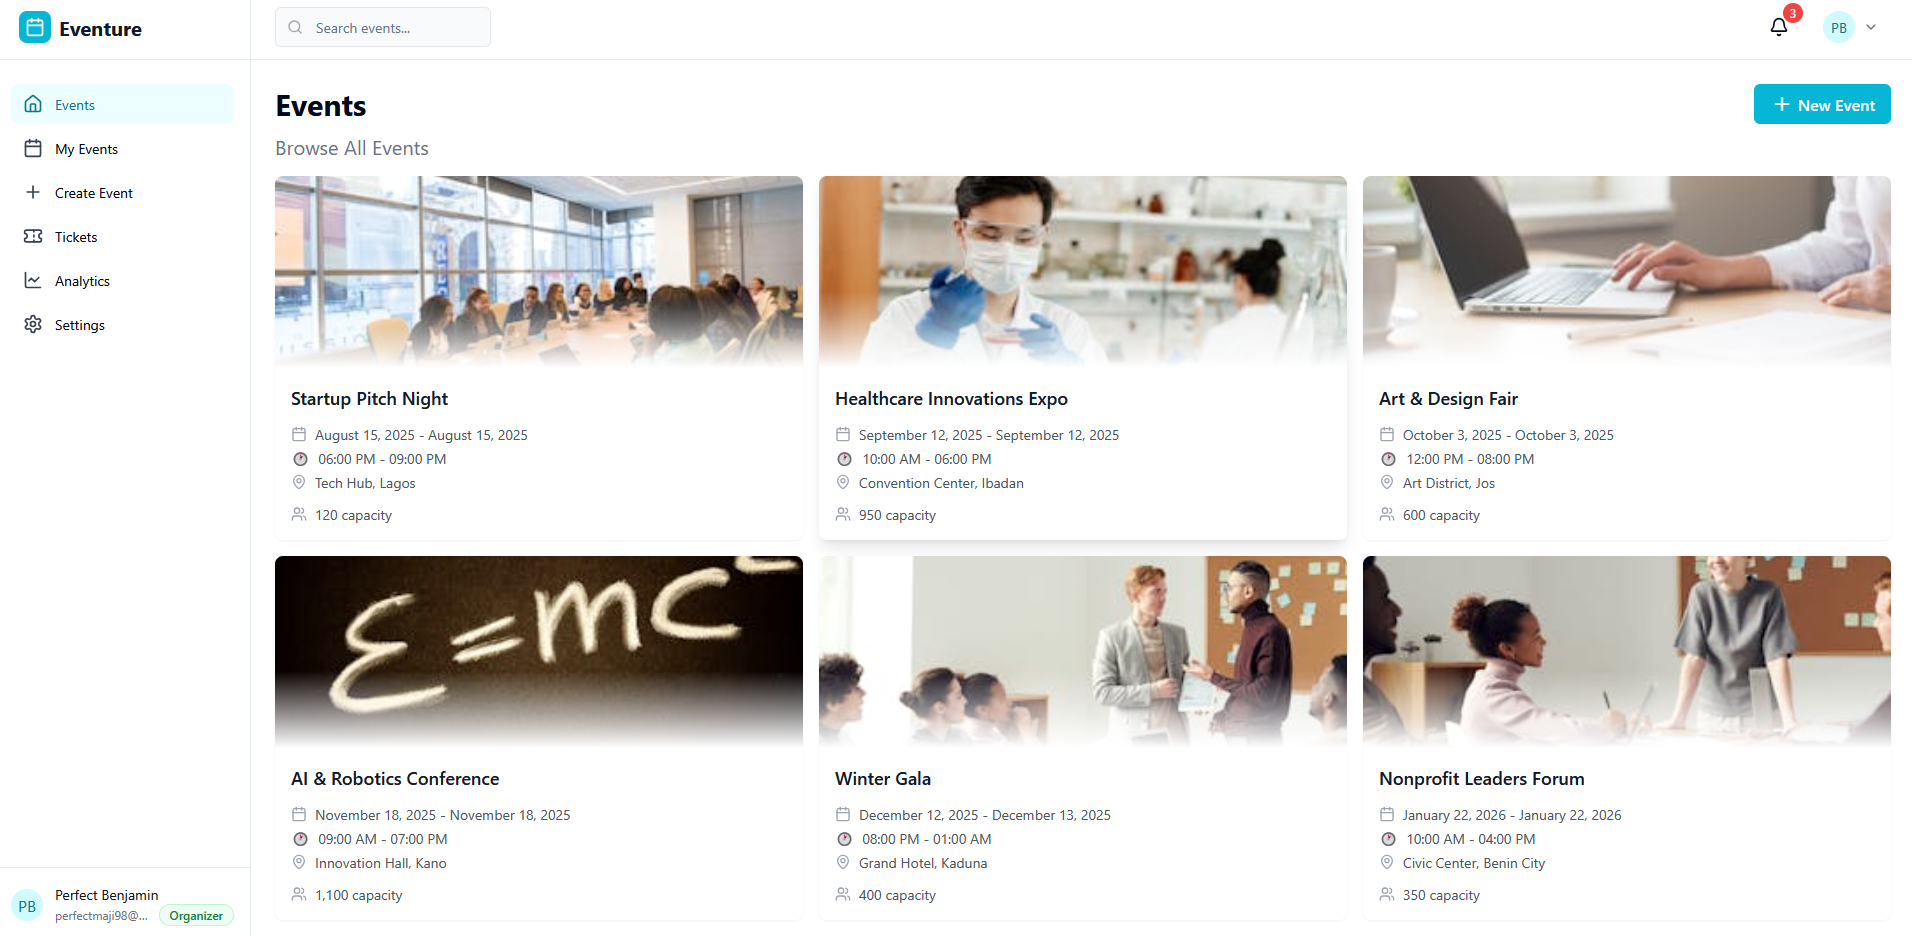 Eventure
Search events...
3
PB
Events
My Events
Create Event
Tickets
Analytics
Settings
Perfect Benjamin
PB
perfectmaji98@...
Organizer
Events
New Event
Browse All Events
Startup Pitch Night
August 15, 2025 - August 15, 2025
06:00 PM - 09:00 PM
Tech Hub, Lagos
120 capacity
Healthcare Innovations Expo
September 12, 2025 - September 12, 2025
10:00 AM - 06:00 PM
Convention Center, Ibadan
950 capacity
Art & Design Fair
October 3, 2025 - October 3, 2025
12:00 PM - 08:00 PM
Art District, Jos
600 capacity
E=mc²
AI & Robotics Conference
November 18, 2025 - November 18, 2025
09:00 AM - 07:00 PM
Innovation Hall, Kano
1,100 capacity
Winter Gala
December 12, 2025 - December 13, 2025
08:00 PM - 01:00 AM
Grand Hotel, Kaduna
400 capacity
Nonprofit Leaders Forum
January 22, 2026 - January 22, 2026
10:00 AM - 04:00 PM
Civic Center, Benin City
350 capacity